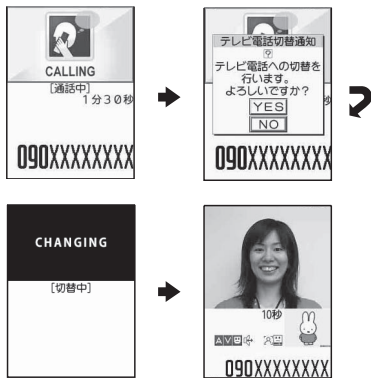 CALLING
[通話中]
1分30秒
090XXXXXXXX
テレビ電話切替通知
?
テレビ電話への切替を
行います。
よろしいですか?
YES
NO
秒
090XXXXXXXX
CHANGING
[切替中]
10秒
AV
090XXXXXXXX